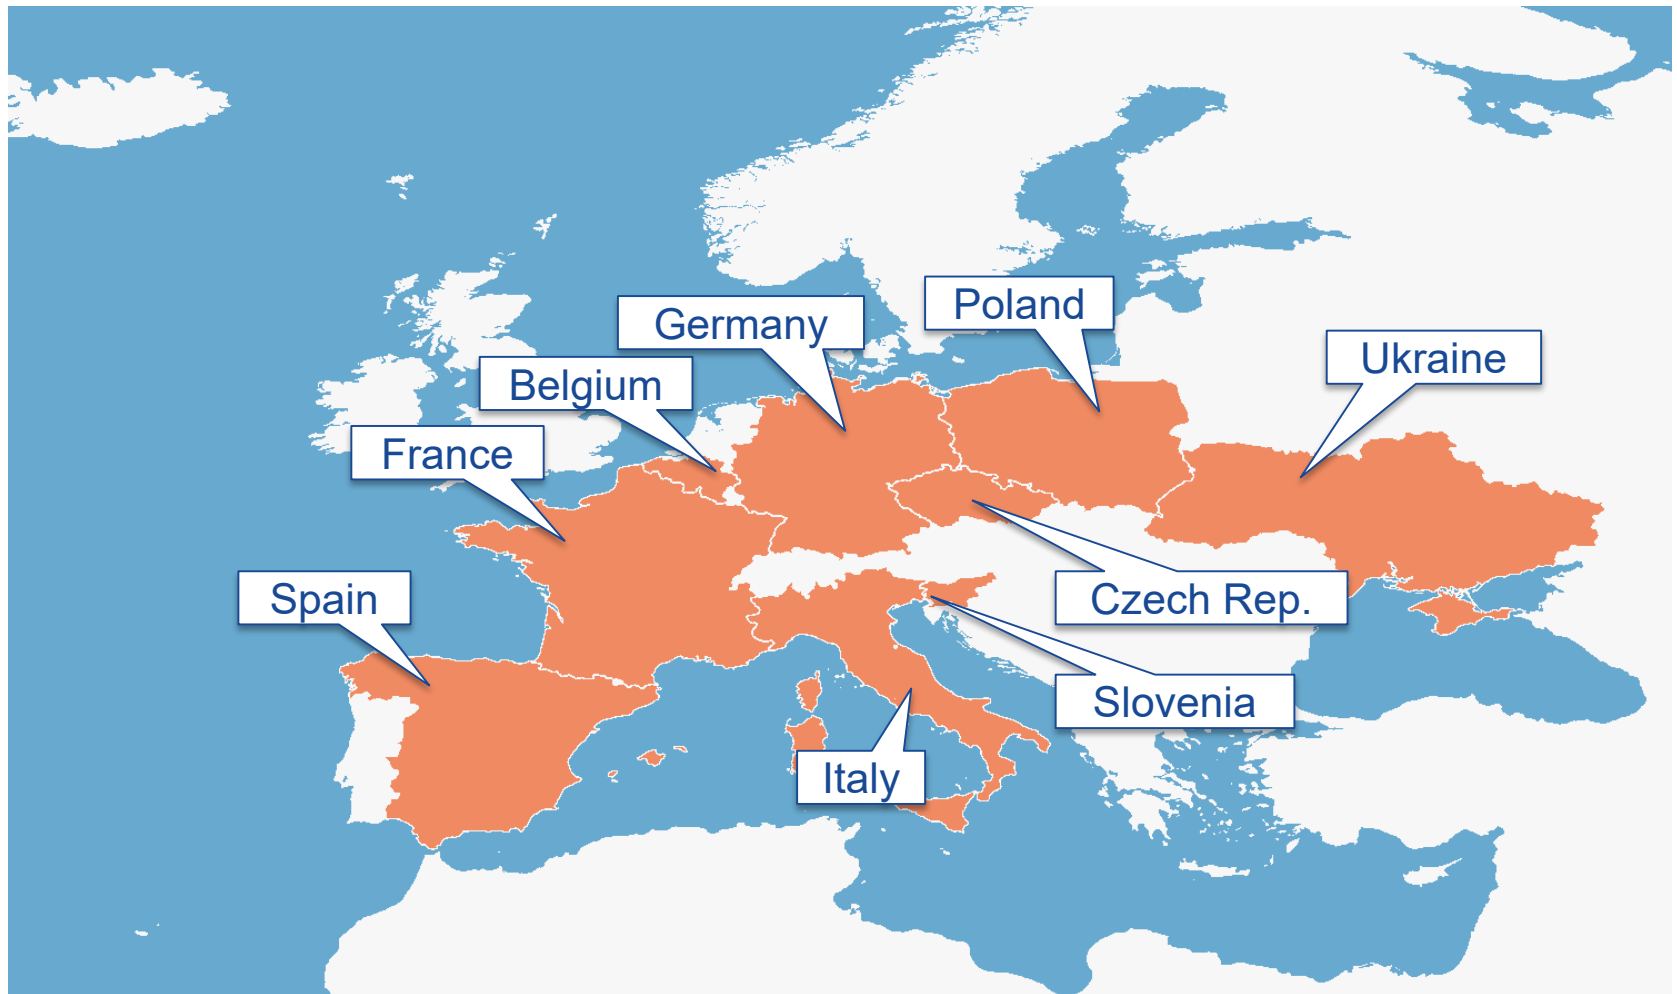 Poland
Germany
Ukraine
Belgium
France
Spain
Czech Rep.
Slovenia
Italy